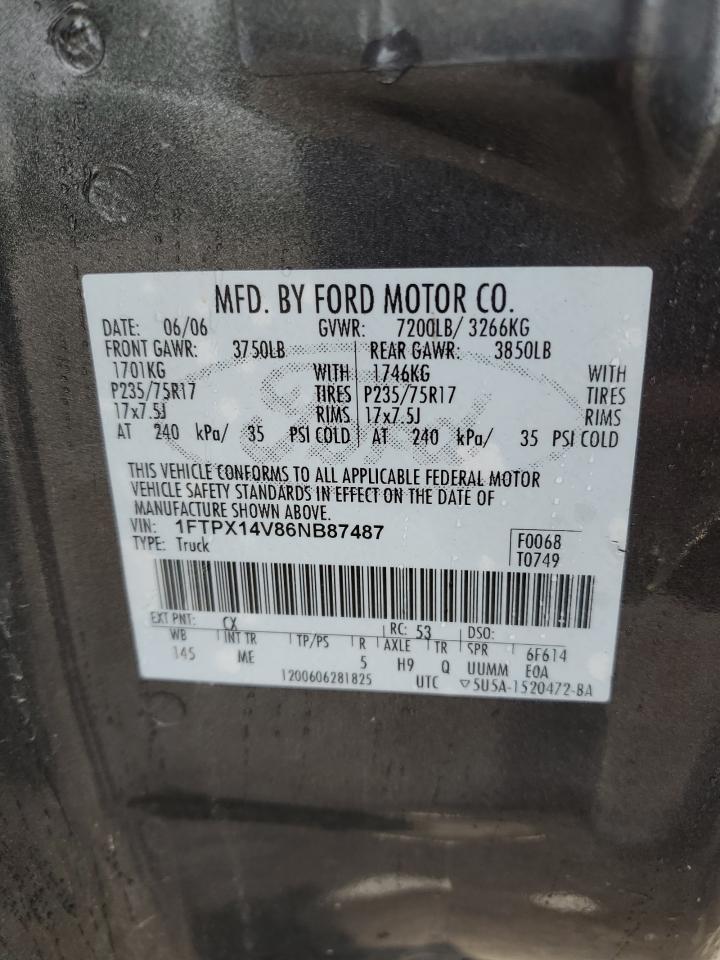 MFD. BY FORD MOTOR CO.
DATE: 06/06 GVWR: 7200LB/ 3266KG
FRONT GAWR: 3750LB REAR GAWR: 3850LB
1701KG WITH 1746KG WITH
P235/75R17 TIRES P235/75R17 TIRES
17x7.5J RIMS 17x7.5J RIMS
AT 240 kPa/ 35 PSI COLD AT 240 kPa/ 35 PSI COLD
Ford
THIS VEHICLE CONFORMS TO ALL APPLICABLE FEDERAL MOTOR
VEHICLE SAFETY STANDARDS IN EFFECT ON THE DATE OF
MANUFACTURE SHOWN ABOVE.
VIN: 1FTPX14V86NB87487
TYPE: Truck
F0068
T0749
EXT PNT: CX RC: 53 DSO:
WB INT TR TP/PS R AXLE TR SPR 6F614
145 ME 5 H9 Q UUMM EOA
1200606281825 UTC ▽5U5A-1520472-BA